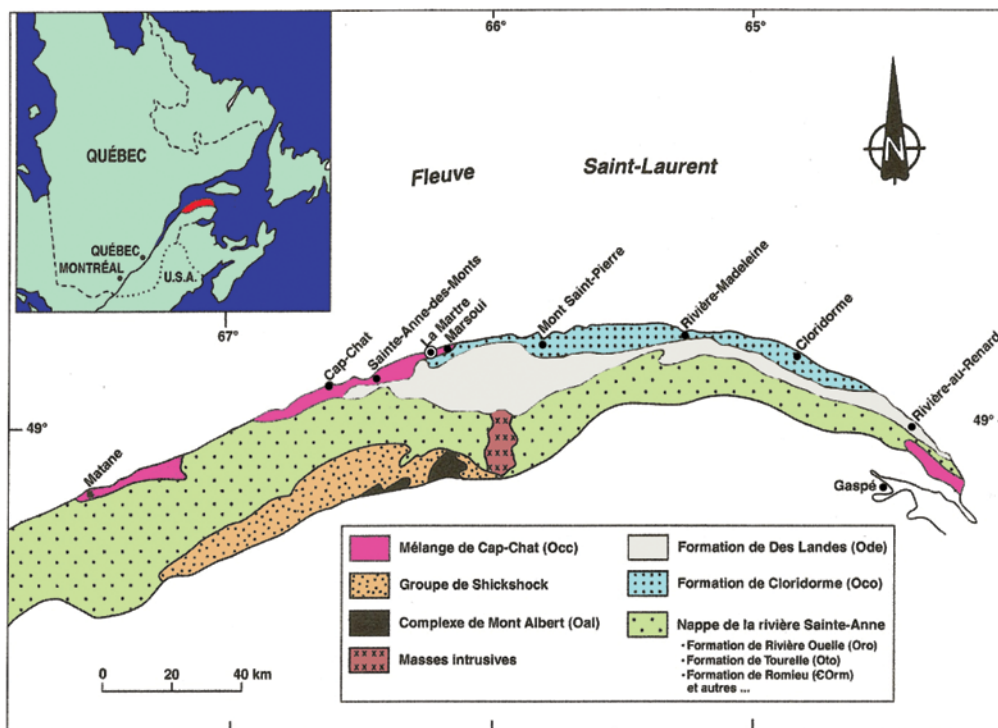 66°
65°
N
QUÉBEC
QUÉBEC
MONTRÉAL
U.S.A.
67°
Fleuve Saint-Laurent
Matane
Cap-Chat
Sainte-Anne-des-Monts
La Martre
Marsoui
Mont Saint-Pierre
Rivière-Madeleine
Cloridorme
Rivière-au-Renard
49°
49°
Gaspé
Mélange de Cap-Chat (Occ)
Groupe de Shickshock
Complexe de Mont Albert (Oal)
Masses intrusives
Formation de Des Landes (Ode)
Formation de Cloridorme (Oco)
Nappe de la rivière Sainte-Anne
•Formation de Rivière Ouelle (Oro)
•Formation de Tourelle (Oto)
•Formation de Romieu (ЄOrm)
et autres ...
0 20 40 km